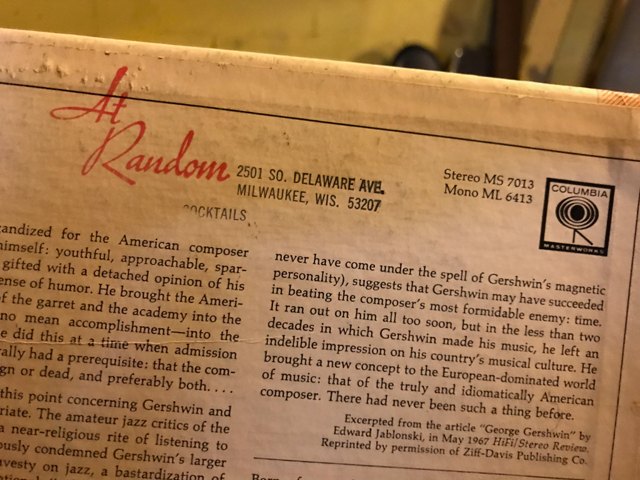 At
Random
2501 SO. DELAWARE AVE.
MILWAUKEE, WIS. 53207
COCKTAILS
Stereo MS 7013
Mono ML 6413
COLUMBIA
MASTERWORKS
for the American composer
himself: youthful, approachable, spar-
gifted with a detached opinion of his
sense of humor. He brought the Ameri-
of the garret and the academy into the
no mean accomplishment—into the
did this at a time when admission
had a prerequisite: that the com-
or dead, and preferably both. . . .
this point concerning Gershwin and
The amateur jazz critics of the
a near-religious rite of listening to
condemned Gershwin's larger
on jazz, a bastardization of
never have come under the spell of Gershwin's magnetic
personality), suggests that Gershwin may have succeeded
in beating the composer's most formidable enemy: time.
It ran out on him all too soon, but in the less than two
decades in which Gershwin made his music, he left an
indelible impression on his country's musical culture. He
brought a new concept to the European-dominated world
of music: that of the truly and idiomatically American
composer. There had never been such a thing before.
Excerpted from the article "George Gershwin" by
Edward Jablonski, in May 1967 HiFi/Stereo Review.
Reprinted by permission of Ziff-Davis Publishing Co.